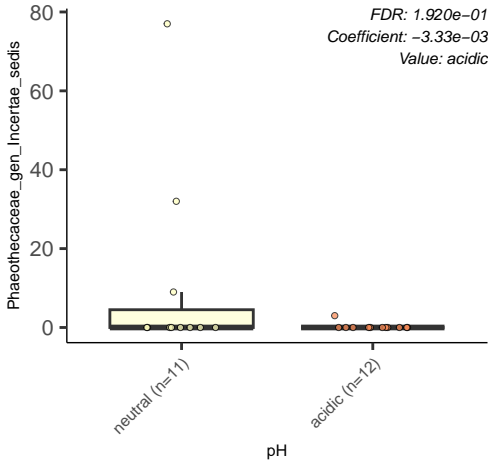 FDR: 1.920e−01
Coefficient: −3.33e−03
Value: acidic
Phaeothecaceae_gen_Incertae_sedis
80
60
40
20
0
neutral (n=11)
acidic (n=12)
pH